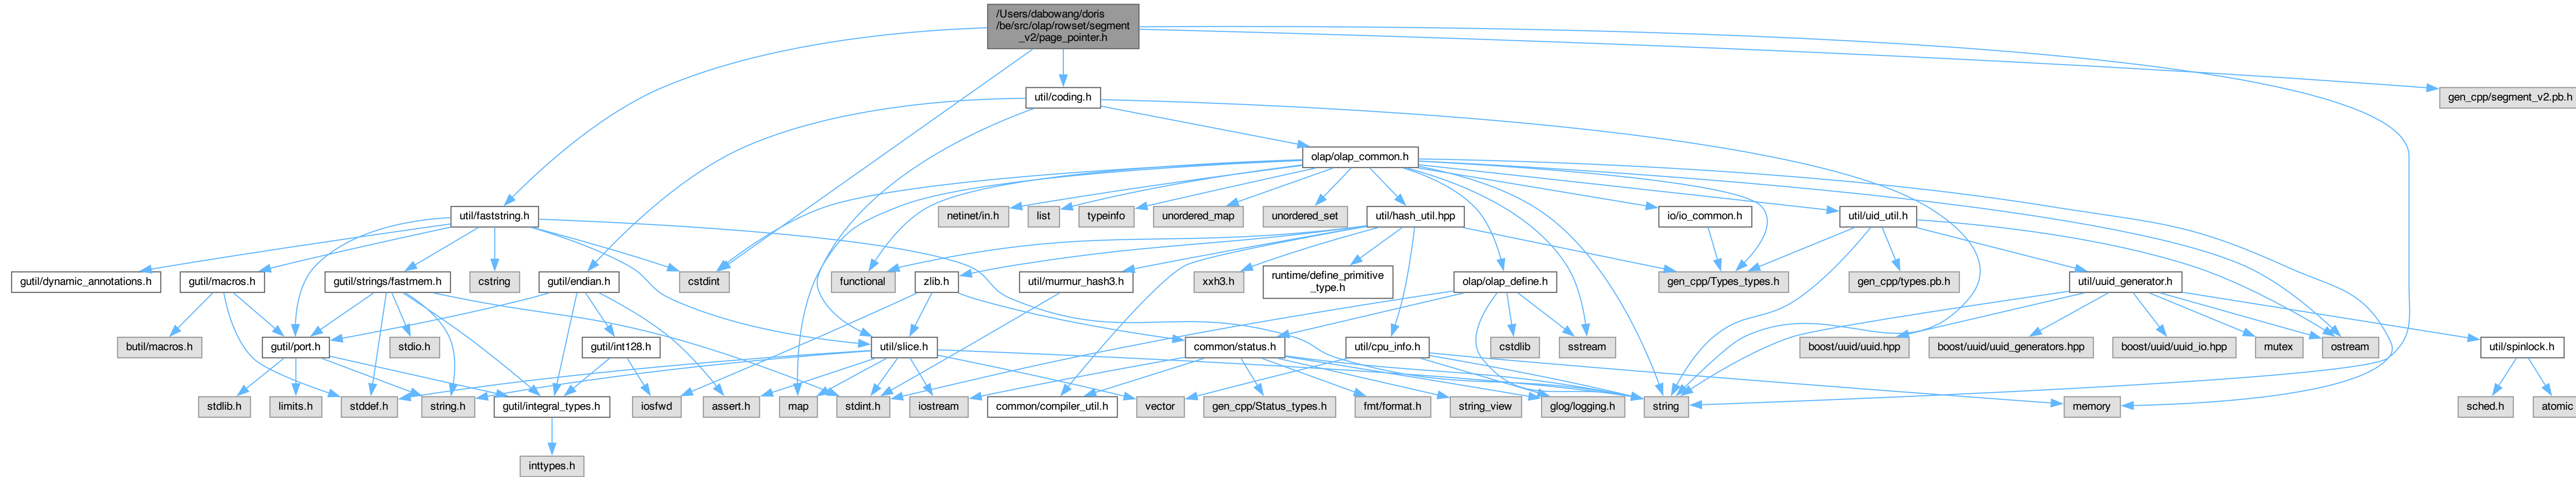 /Users/dabowang/doris
/be/src/olap/rowset/segment
_v2/page_pointer.h
gen_cpp/segment_v2.pb.h
util/coding.h
olap/olap_common.h
util/faststring.h
netinet/in.h
list
typeinfo
unordered_map
unordered_set
util/hash_util.hpp
io/io_common.h
util/uid_util.h
gutil/dynamic_annotations.h
gutil/macros.h
gutil/strings/fastmem.h
cstring
gutil/endian.h
cstdint
functional
zlib.h
util/murmur_hash3.h
xxh3.h
runtime/define_primitive
_type.h
olap/olap_define.h
gen_cpp/Types_types.h
gen_cpp/types.pb.h
util/uuid_generator.h
butil/macros.h
gutil/port.h
stdio.h
gutil/int128.h
util/slice.h
common/status.h
util/cpu_info.h
cstdlib
sstream
boost/uuid/uuid.hpp
boost/uuid/uuid_generators.hpp
boost/uuid/uuid_io.hpp
mutex
ostream
util/spinlock.h
stdlib.h
limits.h
stddef.h
string.h
gutil/integral_types.h
iosfwd
assert.h
map
stdint.h
iostream
common/compiler_util.h
vector
gen_cpp/Status_types.h
fmt/format.h
string_view
glog/logging.h
string
memory
sched.h
atomic
inttypes.h